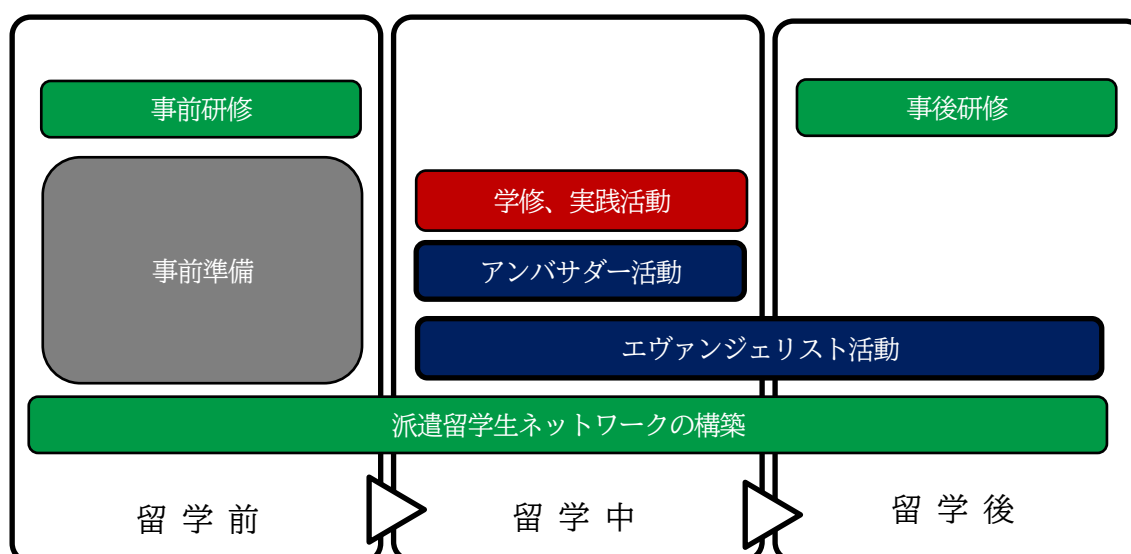 事前研修
事後研修
学修、実践活動
事前準備
アンバサダー活動
エヴァンジェリスト活動
派遣留学生ネットワークの構築
留学前
留学中
留学後